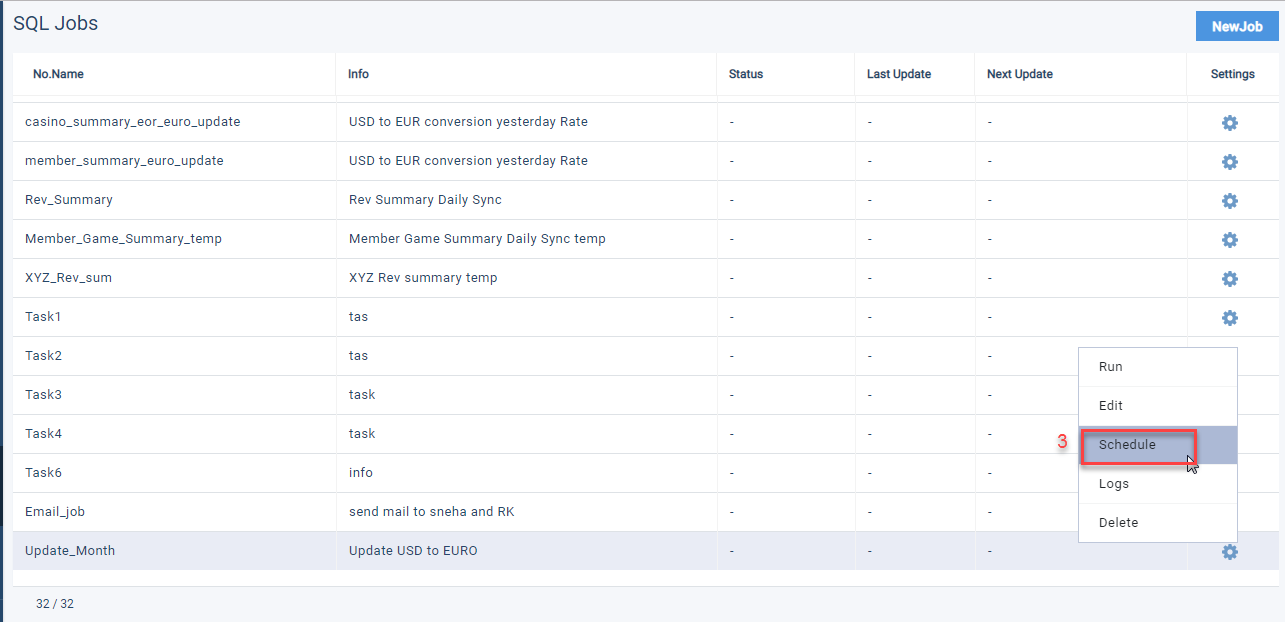 SQL Jobs
NewJob
No.Name Info Status Last Update Next Update Settings
casino_summary_eor_euro_update USD to EUR conversion yesterday Rate - - -
member_summary_euro_update USD to EUR conversion yesterday Rate - - -
Rev_Summary Rev Summary Daily Sync - - -
Member_Game_Summary_temp Member Game Summary Daily Sync temp - - -
XYZ_Rev_sum XYZ Rev summary temp - - -
Task1 tas - - -
Task2 tas - - -
Run
Task3 task - - -
Edit
Task4 task - - -
3 Schedule
Task6 info - - -
Logs
Email_job send mail to sneha and RK - - -
Delete
Update_Month Update USD to EURO - - -
32 / 32